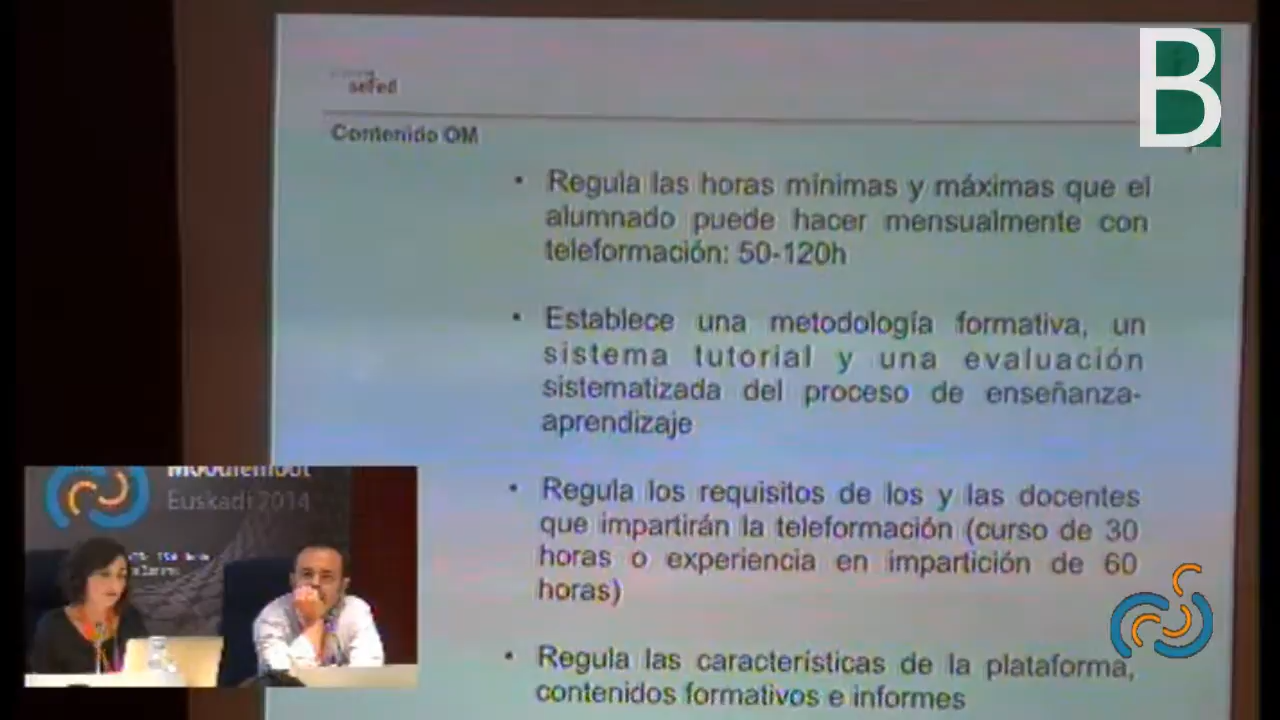 B
sefed
Contenido OM
• Regula las horas mínimas y máximas que el
alumnado puede hacer mensualmente con
teleformación: 50-120h
• Establece una metodología formativa, un
sistema tutorial y una evaluación
sistematizada del proceso de enseñanza-
aprendizaje
• Regula los requisitos de los y las docentes
que impartirán la teleformación (curso de 30
horas o experiencia en impartición de 60
horas)
• Regula las características de la plataforma,
contenidos formativos e informes
Moodlemoot
Euskadi 2014